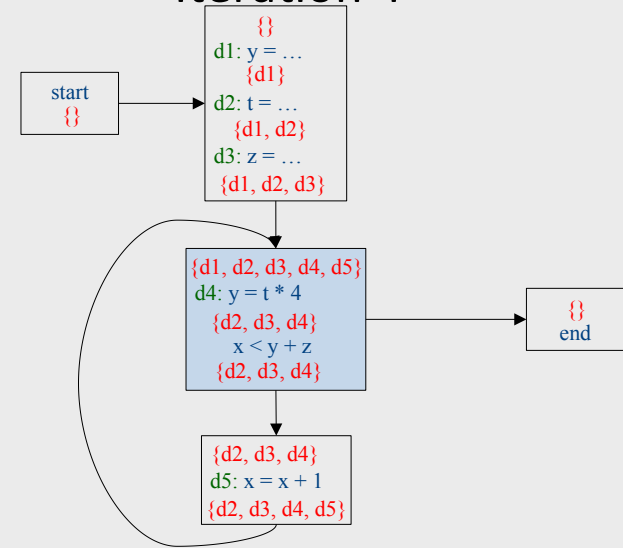 Iteration
{}
d1: y = …
{d1}
d2: t = …
{d1, d2}
d3: z = …
{d1, d2, d3}
start
{}
{d1, d2, d3, d4, d5}
d4: y = t * 4
{d2, d3, d4}
x < y + z
{d2, d3, d4}
{}
end
{d2, d3, d4}
d5: x = x + 1
{d2, d3, d4, d5}